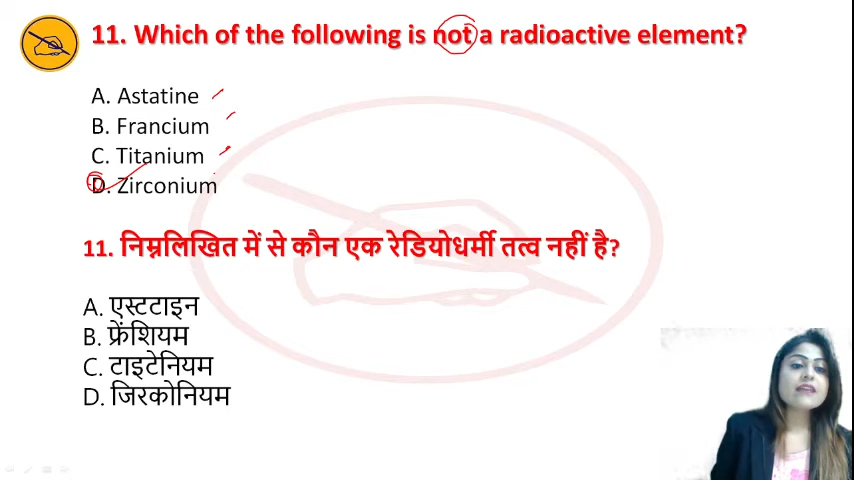 11. Which of the following is not a radioactive element?
A. Astatine
B. Francium
C. Titanium
D. Zirconium
11. निम्नलिखित में से कौन एक रेडियोधर्मी तत्व नहीं है?
A. एस्टटाइन
B. फ्रेंशियम
C. टाइटेनियम
D. जिरकोनियम